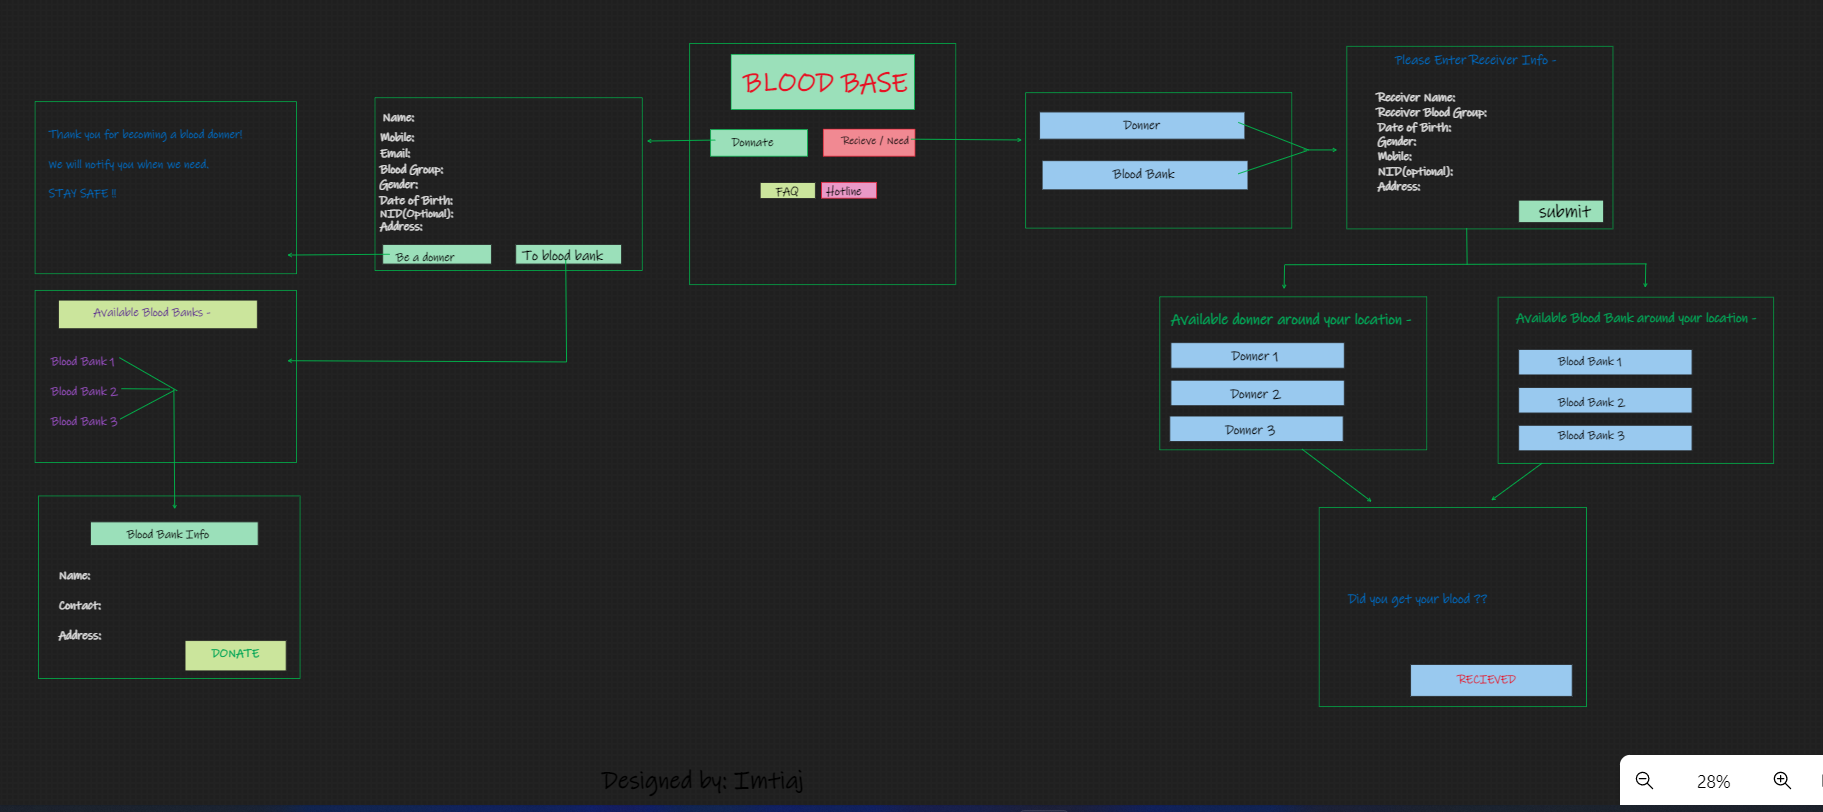 BLOOD BASE
Donnate
Recieve / Need
FAQ
Hotline
Name:
Mobile:
Email:
Blood Group:
Gender:
Date of Birth:
NID(Optional):
Address:
Be a donner
To blood bank
Thank you for becoming a blood donner!
We will notify you when we need.
STAY SAFE !!
Available Blood Banks -
Blood Bank 1
Blood Bank 2
Blood Bank 3
Blood Bank Info
Name:
Contact:
Address:
DONATE
Donner
Blood Bank
Please Enter Receiver Info -
Receiver Name:
Receiver Blood Group:
Date of Birth:
Gender:
Mobile:
NID(optional):
Address:
submit
Available donner around your location -
Donner 1
Donner 2
Donner 3
Available Blood Bank around your location -
Blood Bank 1
Blood Bank 2
Blood Bank 3
Did you get your blood ??
RECIEVED
Designed by: Imtiaj
28%